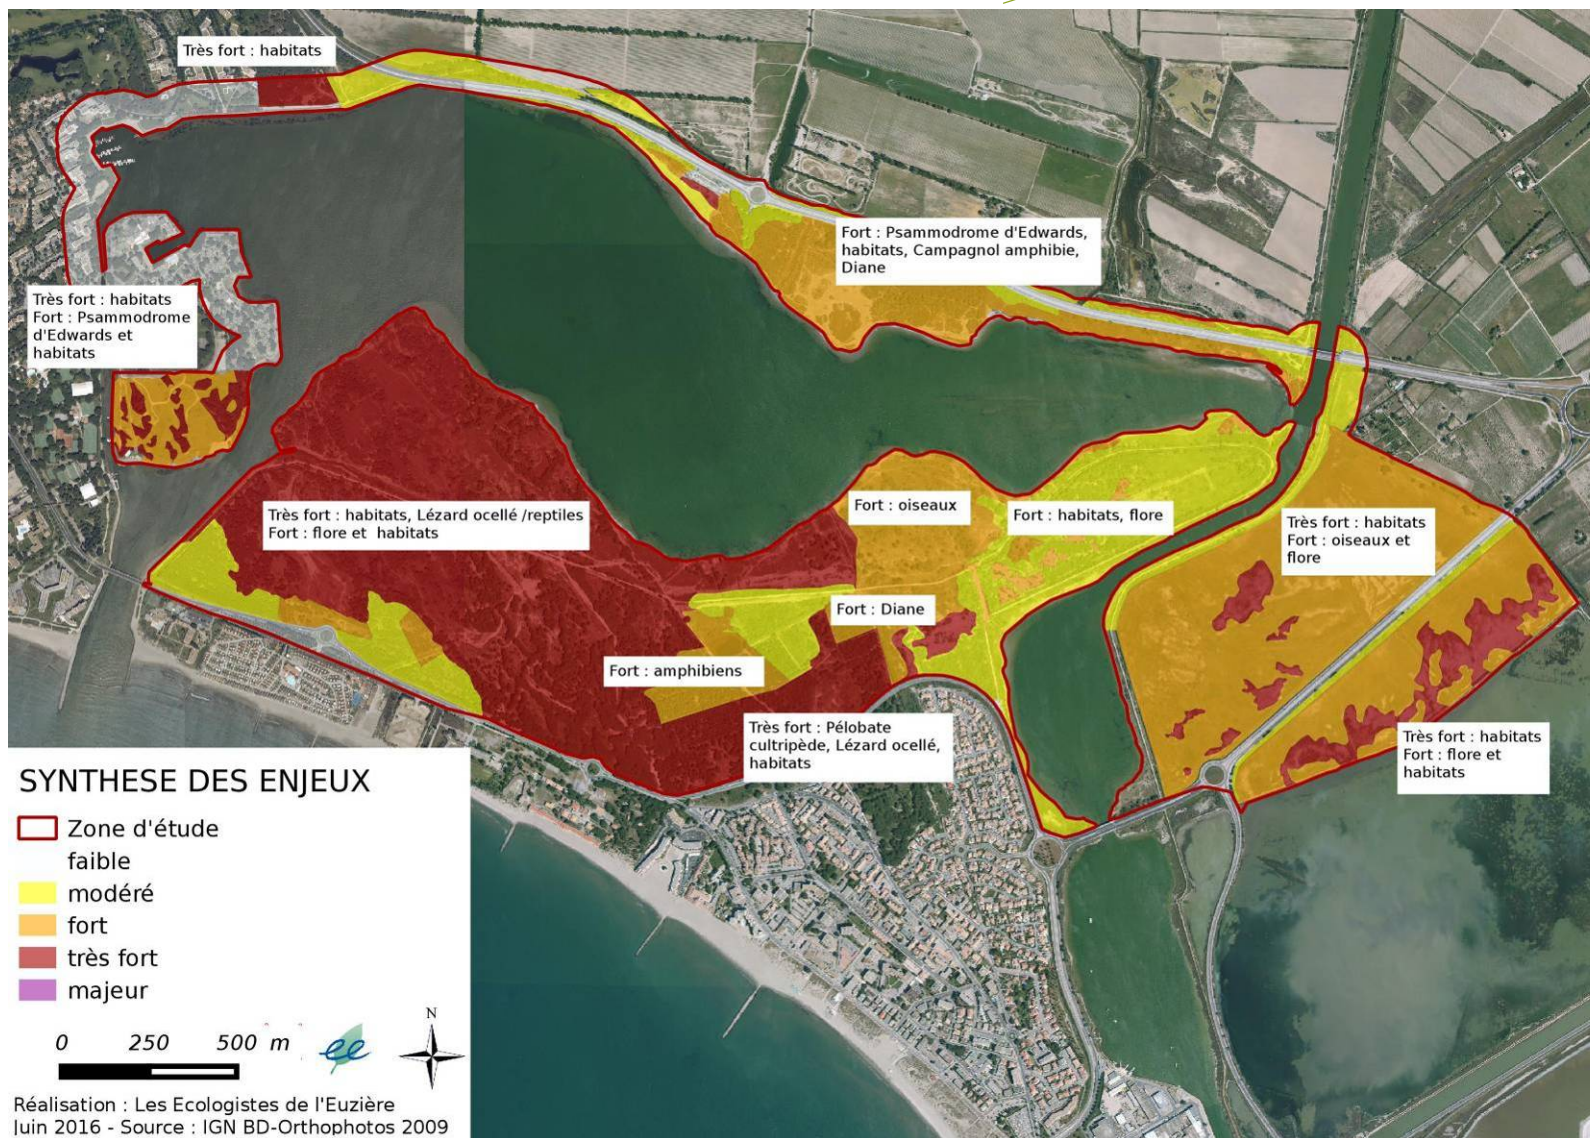 Très fort : habitats
Fort : Psammodrome d'Edwards,
habitats, Campagnol amphibie,
Diane
Très fort : habitats
Fort : Psammodrome
d'Edwards et
habitats
Très fort : habitats, Lézard ocellé /reptiles
Fort : flore et habitats
Fort : oiseaux
Fort : habitats, flore
Très fort : habitats
Fort : oiseaux et
flore
Fort : Diane
Fort : amphibiens
Très fort : Pélobate
cultripède, Lézard ocellé,
habitats
Très fort : habitats
Fort : flore et
habitats
SYNTHESE DES ENJEUX
Zone d'étude
faible
modéré
fort
très fort
majeur
0 250 500 m
ee
N
Réalisation : Les Ecologistes de l'Euzière
Juin 2016 - Source : IGN BD-Orthophotos 2009